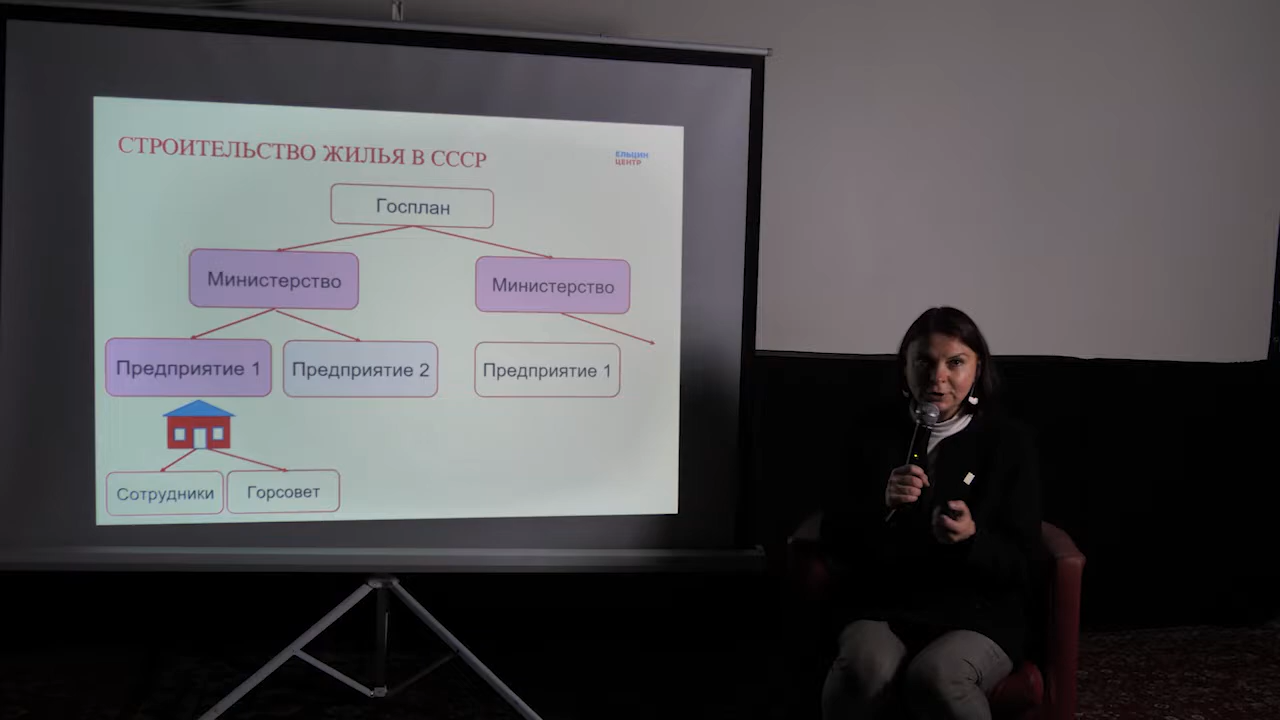 СТРОИТЕЛЬСТВО ЖИЛЬЯ В СССР
ЕЛЬЦИН
ЦЕНТР
Госплан
Министерство
Министерство
Предприятие 1
Предприятие 2
Предприятие 1
Сотрудники
Горсовет